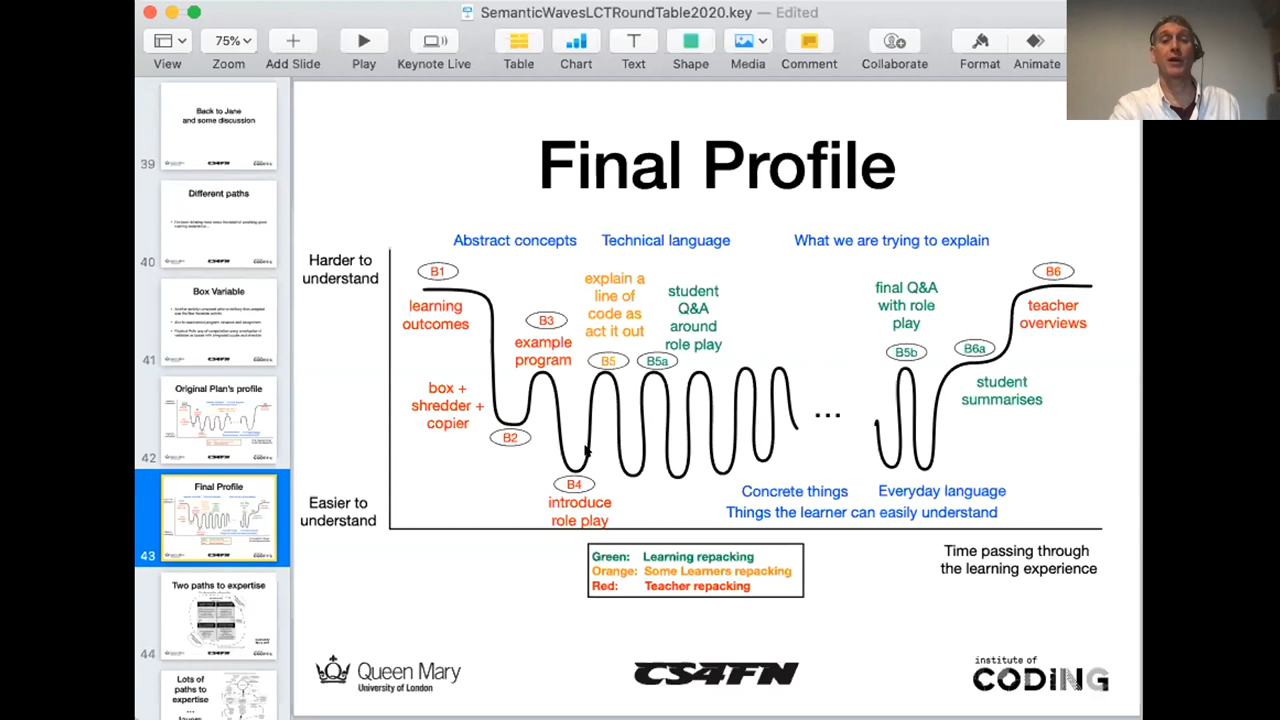 SemanticWavesLCTRoundTable2020.key — Edited
75%
View
Zoom
Add Slide
Play
Keynote Live
Table
Chart
Text
Shape
Media
Comment
Collaborate
Format
Animate
Back to Jane
and some discussion
39
Different paths
40
Box Variable
41
Original Plan's profile
42
Final Profile
43
Two paths to expertise
44
Lots of
paths to
expertise
...
Final Profile
Abstract concepts
Technical language
What we are trying to explain
Harder to
understand
B1
learning
outcomes
box +
shredder +
copier
B2
B3
example
program
B4
introduce
role play
explain a
line of
code as
act it out
B5
student
Q&A
around
role play
B5a
...
final Q&A
with role
play
B5b
B6a
student
summarises
B6
teacher
overviews
Easier to
understand
Concrete things
Everyday language
Things the learner can easily understand
Time passing through
the learning experience
Green: Learning repacking
Orange: Some Learners repacking
Red: Teacher repacking
Queen Mary
University of London
CS4FN
institute of
CODING